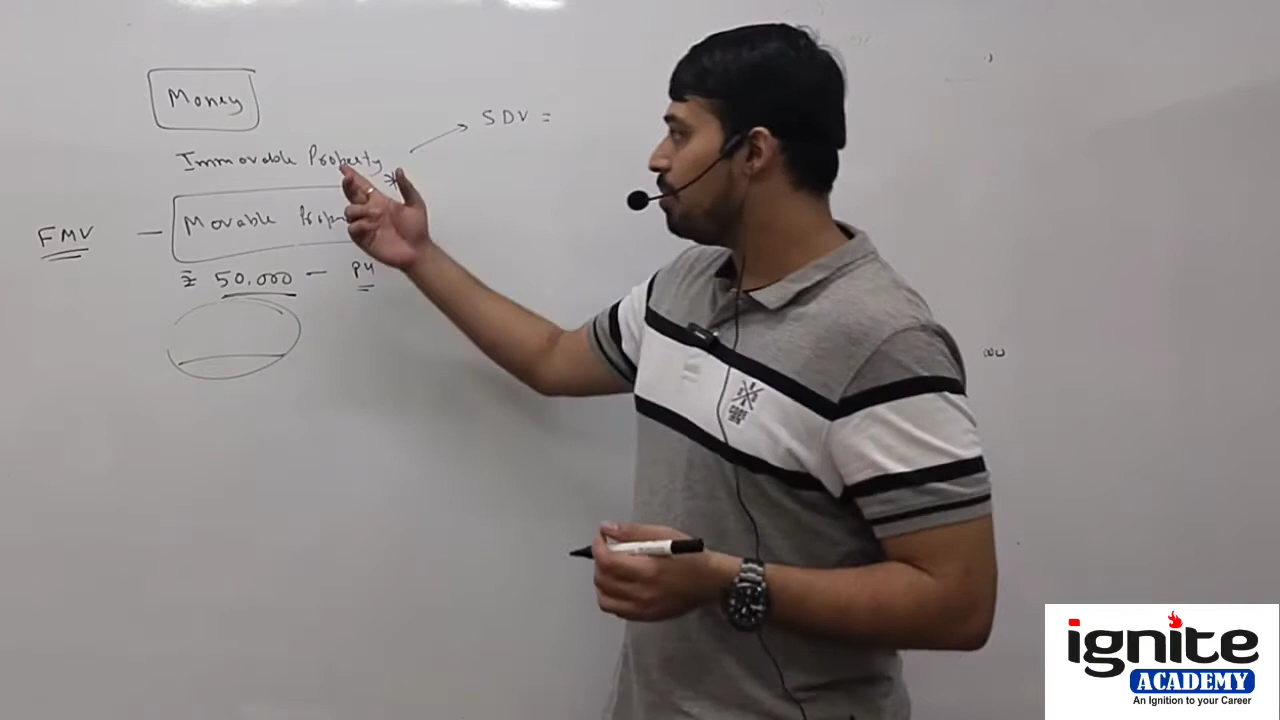 Money
SDV =
Immovable Property
*
FMV — Movable
₹ 50,000 — PY
ignite
ACADEMY
An Ignition to your Career